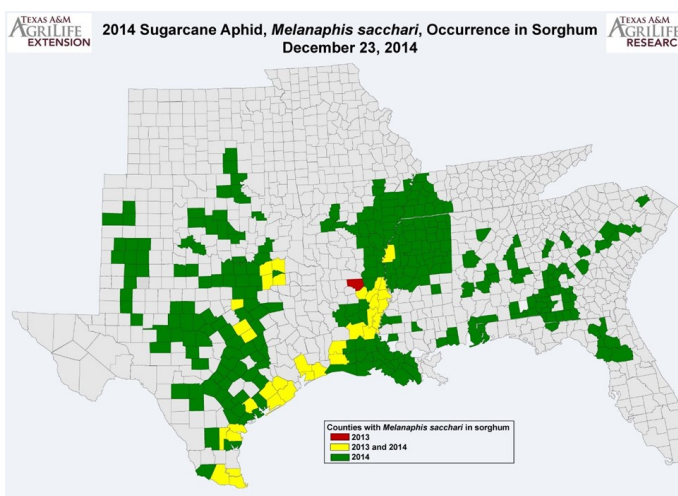 TEXAS A&M
AGRILIFE
EXTENSION
2014 Sugarcane Aphid, Melanaphis sacchari, Occurrence in Sorghum
December 23, 2014
TEXAS A&M
AGRILIFE
RESEARCH
Counties with Melanaphis sacchari in sorghum
2013
2013 and 2014
2014